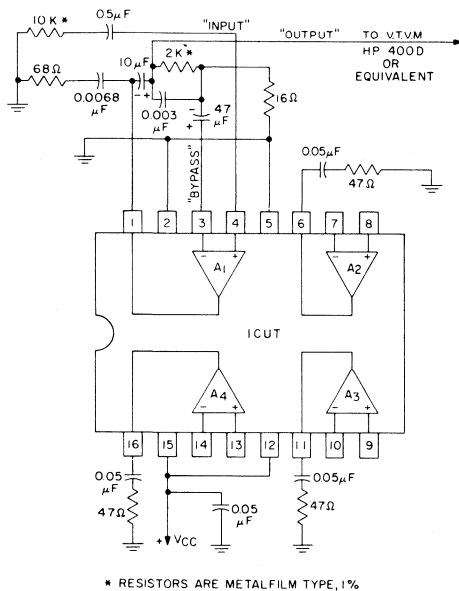 10 K *
0.5μF
"INPUT"
"OUTPUT"
TO V.T.V.M
HP 400D
OR
EQUIVALENT
68Ω
0.0068
μF
10μF
- +
2K*
0.003
μF
-
+
47
μF
16Ω
"BYPASS"
0.05μF
47Ω
1 2 3 4 5 6 7 8
- +
A1
- +
A2
ICUT
A4
- +
A3
- +
16 15 14 13 12 11 10 9
0.05
μF
47Ω
0.05
μF
0.05μF
47Ω
+ VCC
* RESISTORS ARE METALFILM TYPE, 1%